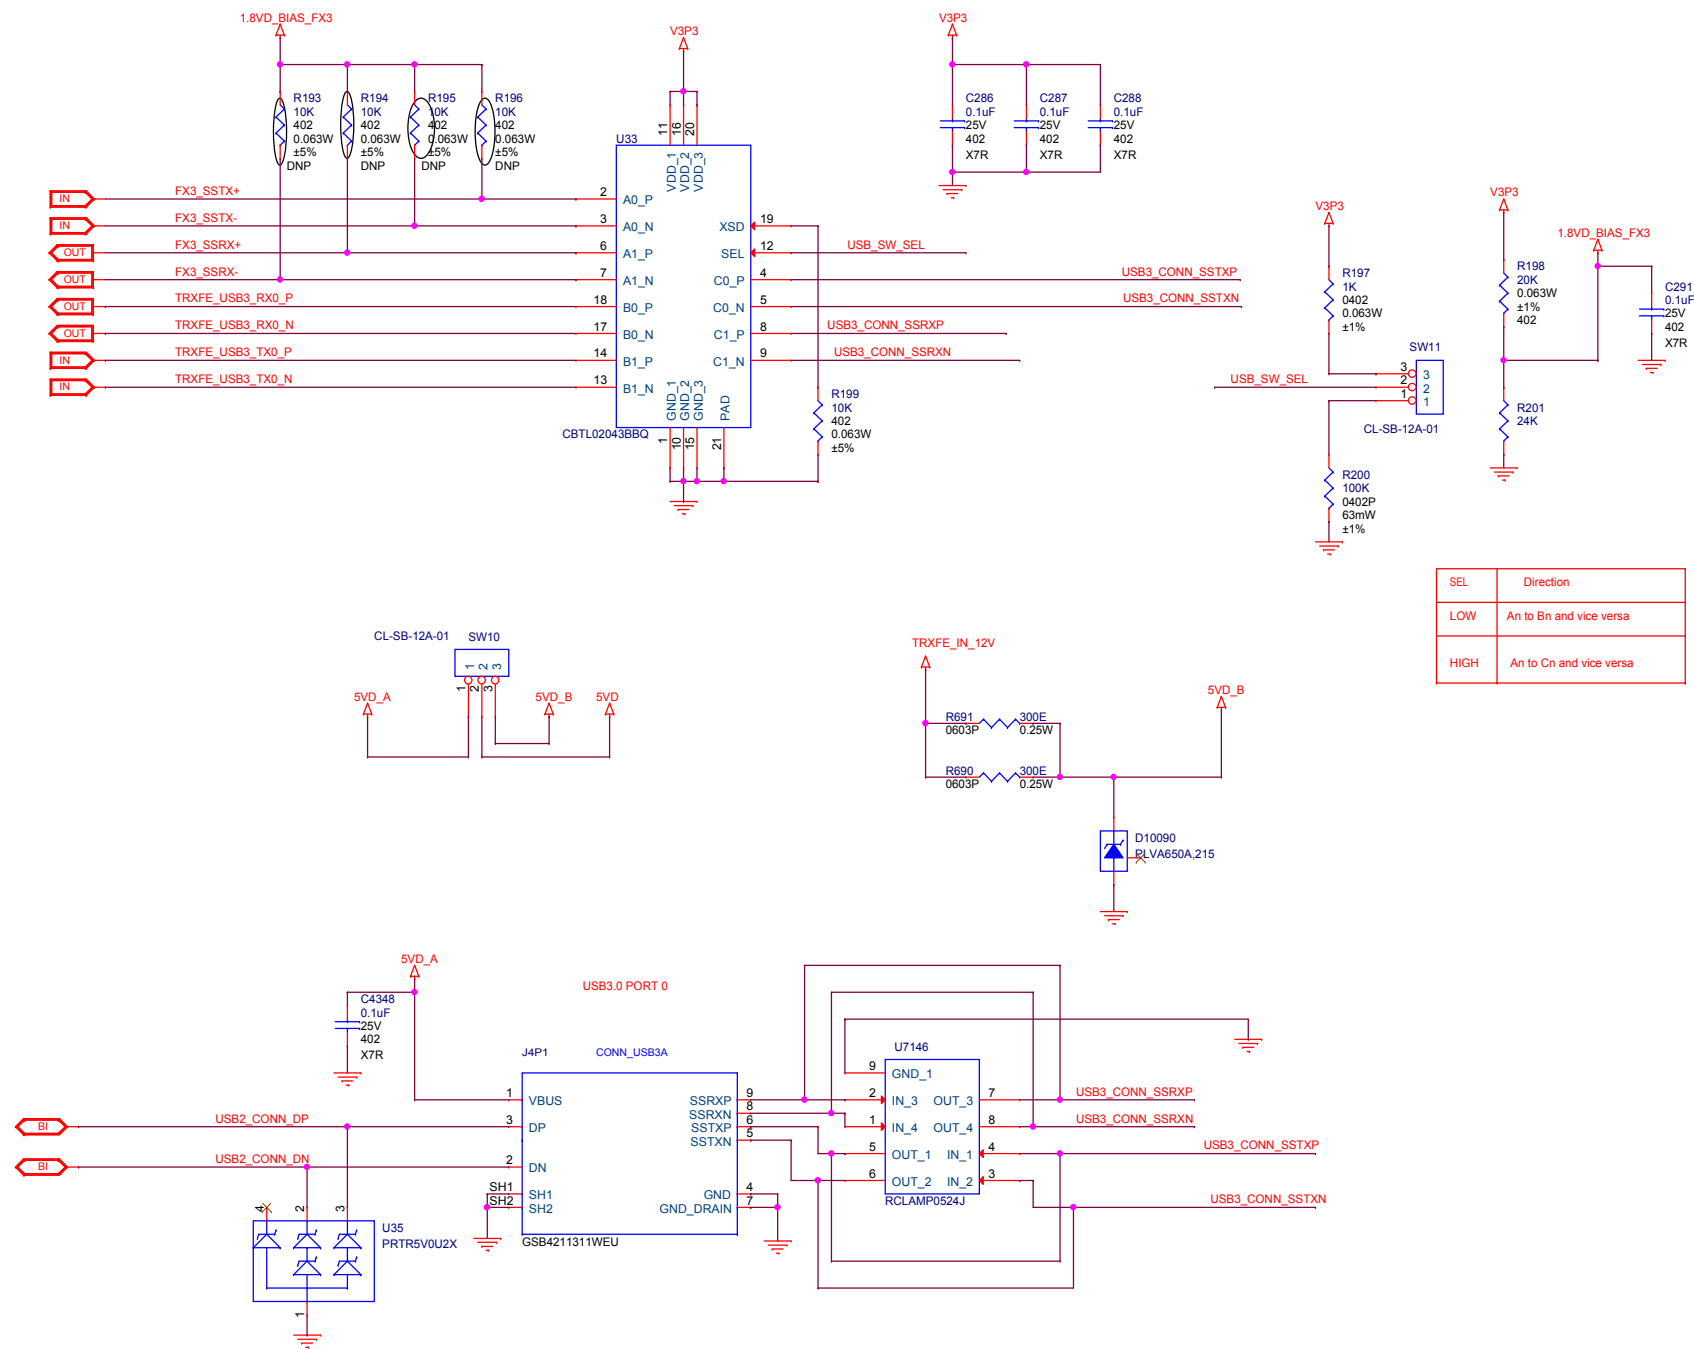 1.8VD_BIAS_FX3
R193
10K
402
0.063W
±5%
DNP
R194
10K
402
0.063W
±5%
DNP
R195
10K
402
0.063W
±5%
DNP
R196
10K
402
0.063W
±5%
DNP
V3P3
11
16
20
U33
VDD_1
VDD_2
VDD_3
IN FX3_SSTX+ 2 A0_P
IN FX3_SSTX- 3 A0_N
OUT FX3_SSRX+ 6 A1_P
OUT FX3_SSRX- 7 A1_N
OUT TRXFE_USB3_RX0_P 18 B0_P
OUT TRXFE_USB3_RX0_N 17 B0_N
IN TRXFE_USB3_TX0_P 14 B1_P
IN TRXFE_USB3_TX0_N 13 B1_N
XSD 19
SEL 12 USB_SW_SEL
C0_P 4 USB3_CONN_SSTXP
C0_N 5 USB3_CONN_SSTXN
C1_P 8 USB3_CONN_SSRXP
C1_N 9 USB3_CONN_SSRXN
GND_1
GND_2
GND_3
PAD
1
10
15
21
CBTL02043BBQ
R199
10K
402
0.063W
±5%
V3P3
C286
0.1uF
25V
402
X7R
C287
0.1uF
25V
402
X7R
C288
0.1uF
25V
402
X7R
V3P3
R197
1K
0402
0.063W
±1%
SW11
3 3
2 2
1 1
USB_SW_SEL
CL-SB-12A-01
R200
100K
0402P
63mW
±1%
V3P3
R198
20K
0.063W
±1%
402
R201
24K
1.8VD_BIAS_FX3
C291
0.1uF
25V
402
X7R
SEL Direction
LOW An to Bn and vice versa
HIGH An to Cn and vice versa
CL-SB-12A-01 SW10
1 2 3
1 2 3
5VD_A
5VD_B
5VD
TRXFE_IN_12V
R691 300E
0603P 0.25W
R690 300E
0603P 0.25W
5VD_B
D10090
PLVA650A,215
5VD_A
C4348
0.1uF
25V
402
X7R
USB3.0 PORT 0
J4P1 CONN_USB3A
1 VBUS
BI USB2_CONN_DP 3 DP
BI USB2_CONN_DN 2 DN
SH1 SH1
SH2 SH2
SSRXP 9
SSRXN 8
SSTXP 6
SSTXN 5
GND 4
GND_DRAIN 7
GSB4211311WEU
4
2
3
U35
PRTR5V0U2X
1
U7146
9 GND_1
2 IN_3 OUT_3 7 USB3_CONN_SSRXP
1 IN_4 OUT_4 8 USB3_CONN_SSRXN
5 OUT_1 IN_1 4 USB3_CONN_SSTXP
6 OUT_2 IN_2 3 USB3_CONN_SSTXN
RCLAMP0524J